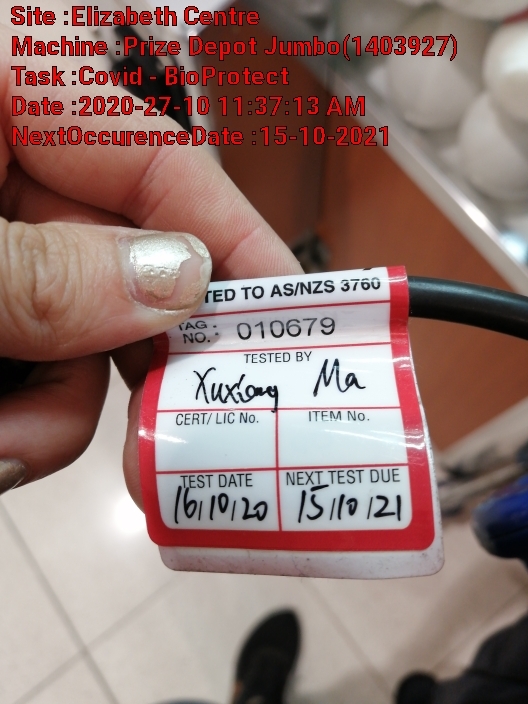 Site :Elizabeth Centre
Machine :Prize Depot Jumbo(1403927)
Task :Covid - BioProtect
Date :2020-27-10 11:37:13 AM
NextOccurenceDate :15-10-2021
TED TO AS/NZS 3760
TAG NO. : 010679
TESTED BY
Xuxiang Ma
CERT/ LIC No. ITEM No.
TEST DATE NEXT TEST DUE
16/10/20 15/10/21